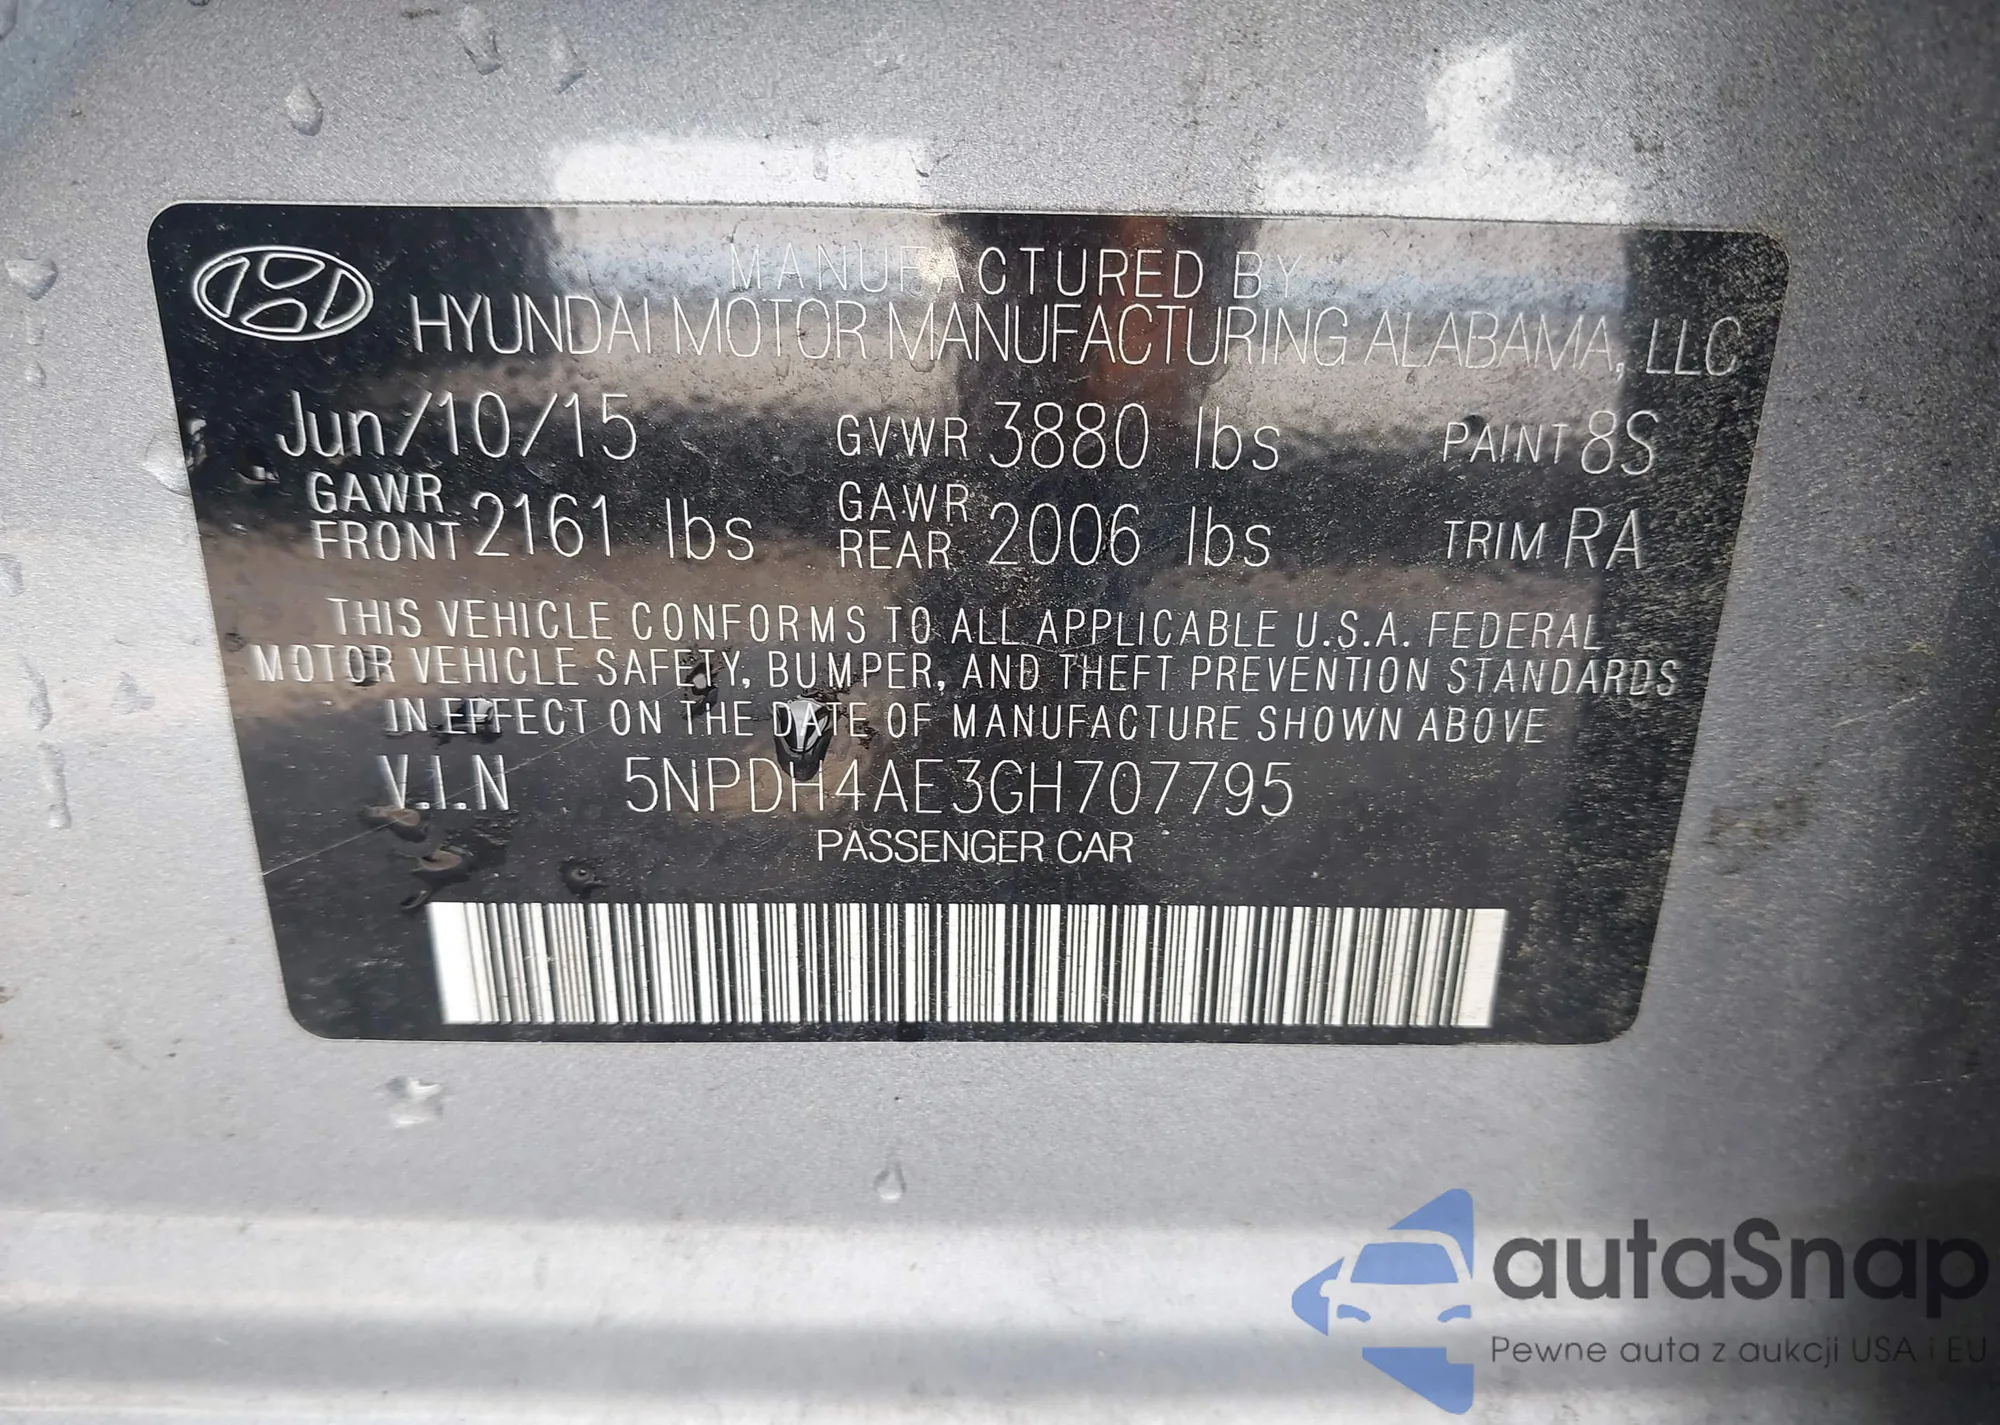 MANUFACTURED BY
HYUNDAI MOTOR MANUFACTURING ALABAMA, LLC
Jun/10/15 GVWR 3880 lbs PAINT 8S
GAWR FRONT 2161 lbs GAWR REAR 2006 lbs TRIM RA
THIS VEHICLE CONFORMS TO ALL APPLICABLE U.S.A. FEDERAL
MOTOR VEHICLE SAFETY, BUMPER, AND THEFT PREVENTION STANDARDS
IN EFFECT ON THE DATE OF MANUFACTURE SHOWN ABOVE
V.I.N 5NPDH4AE3GH707795
PASSENGER CAR
autaSnap
Pewne auta z aukcji USA i EU